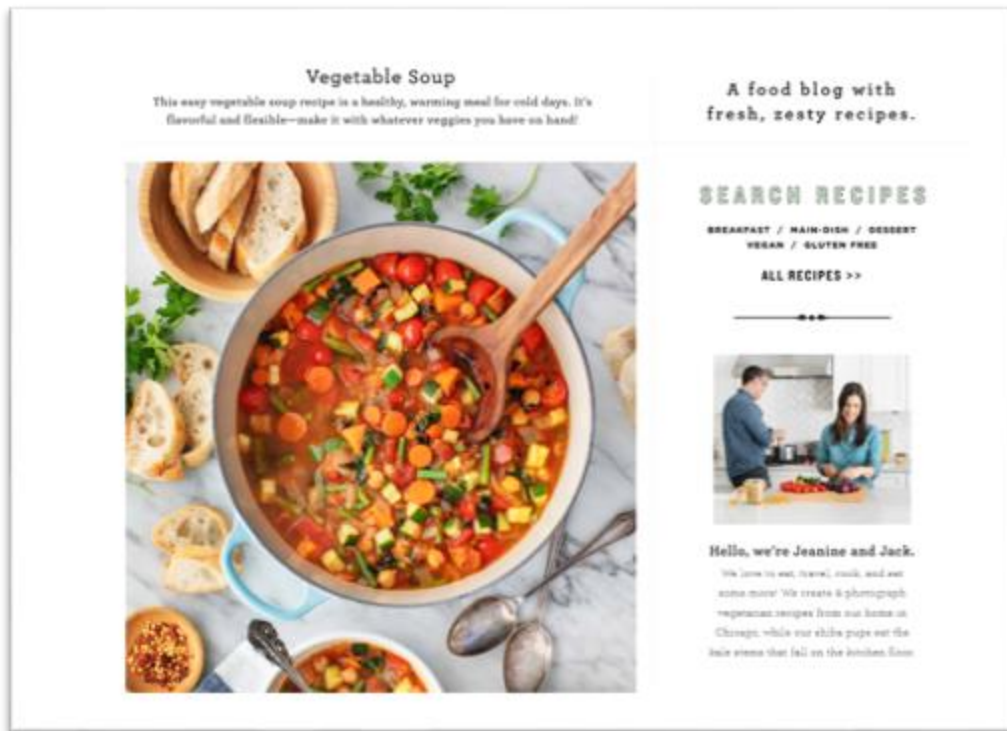 Vegetable Soup
This easy vegetable soup recipe is a healthy, warming meal for cold days. It's
flavorful and flexible—make it with whatever veggies you have on hand!
A food blog with
fresh, zesty recipes.
SEARCH RECIPES
BREAKFAST / MAIN-DISH / DESSERT
VEGAN / GLUTEN FREE
ALL RECIPES >>
Hello, we're Jeanine and Jack.
We love to eat, travel, cook, and eat
some more! We create & photograph
vegetarian recipes from our home in
Chicago, while our shiba pups eat the
kale stems that fall on the kitchen floor.